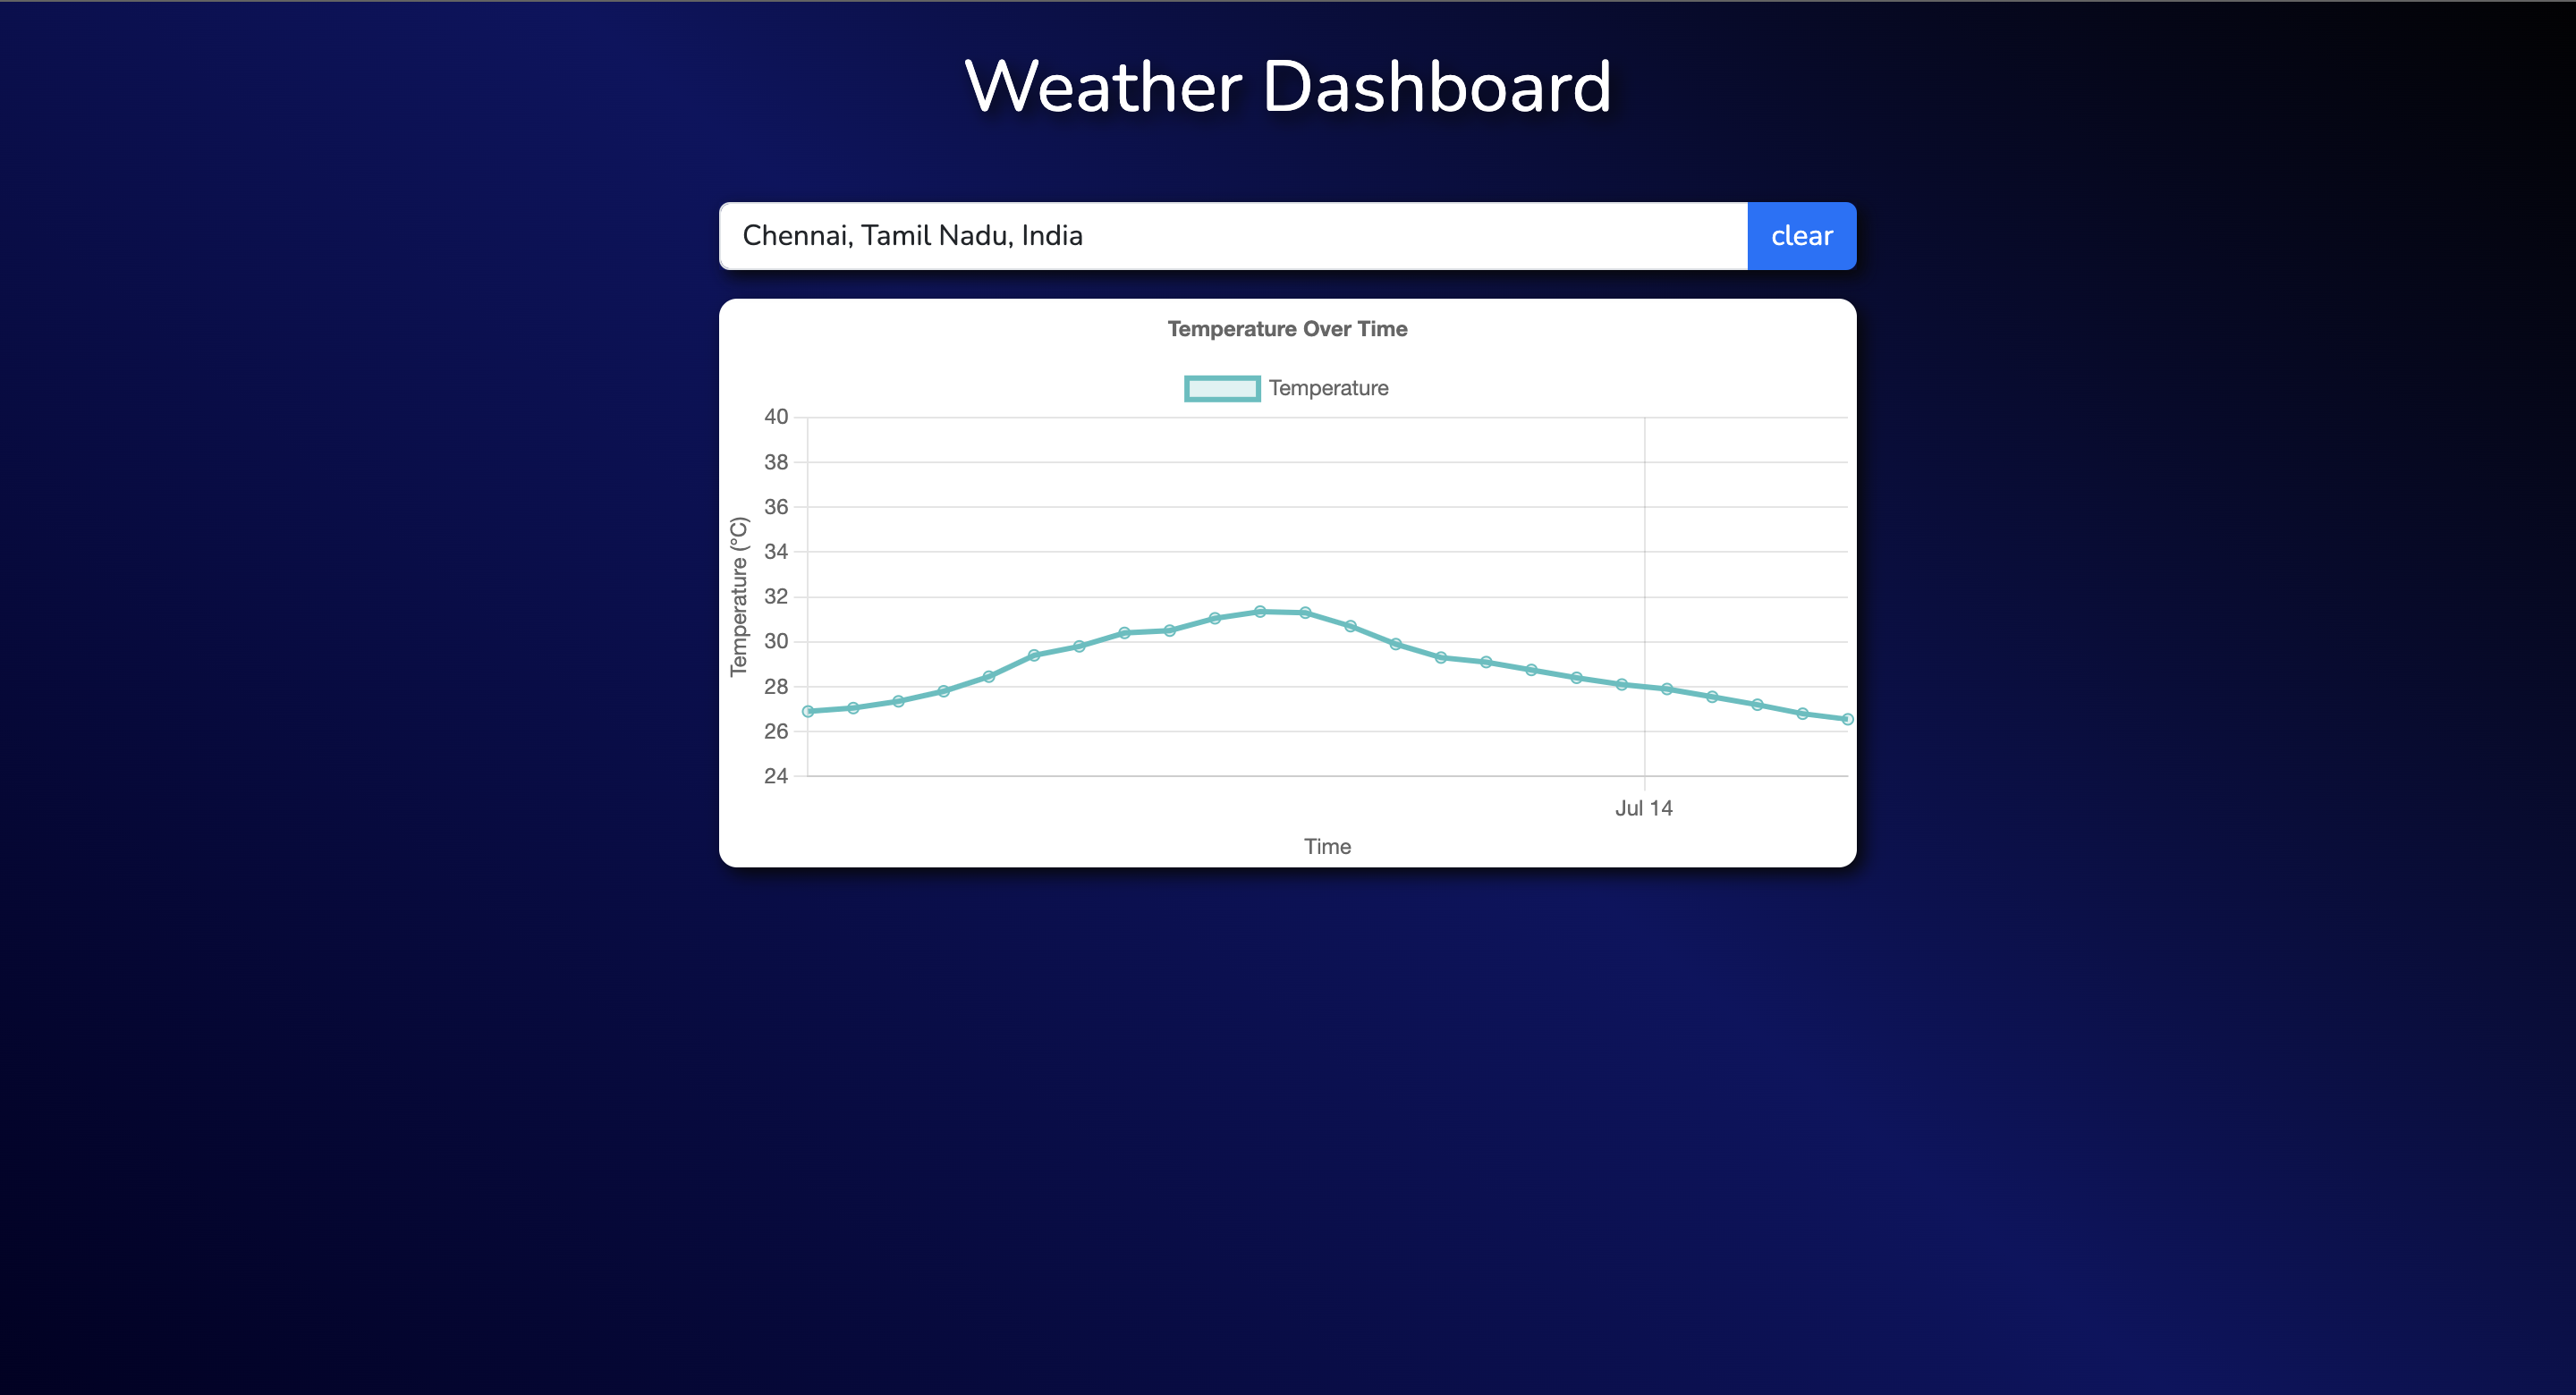 Weather Dashboard
Chennai, Tamil Nadu, India
clear
Temperature Over Time
Temperature
40
38
36
34
32
30
28
26
24
Temperature (°C)
Jul 14
Time